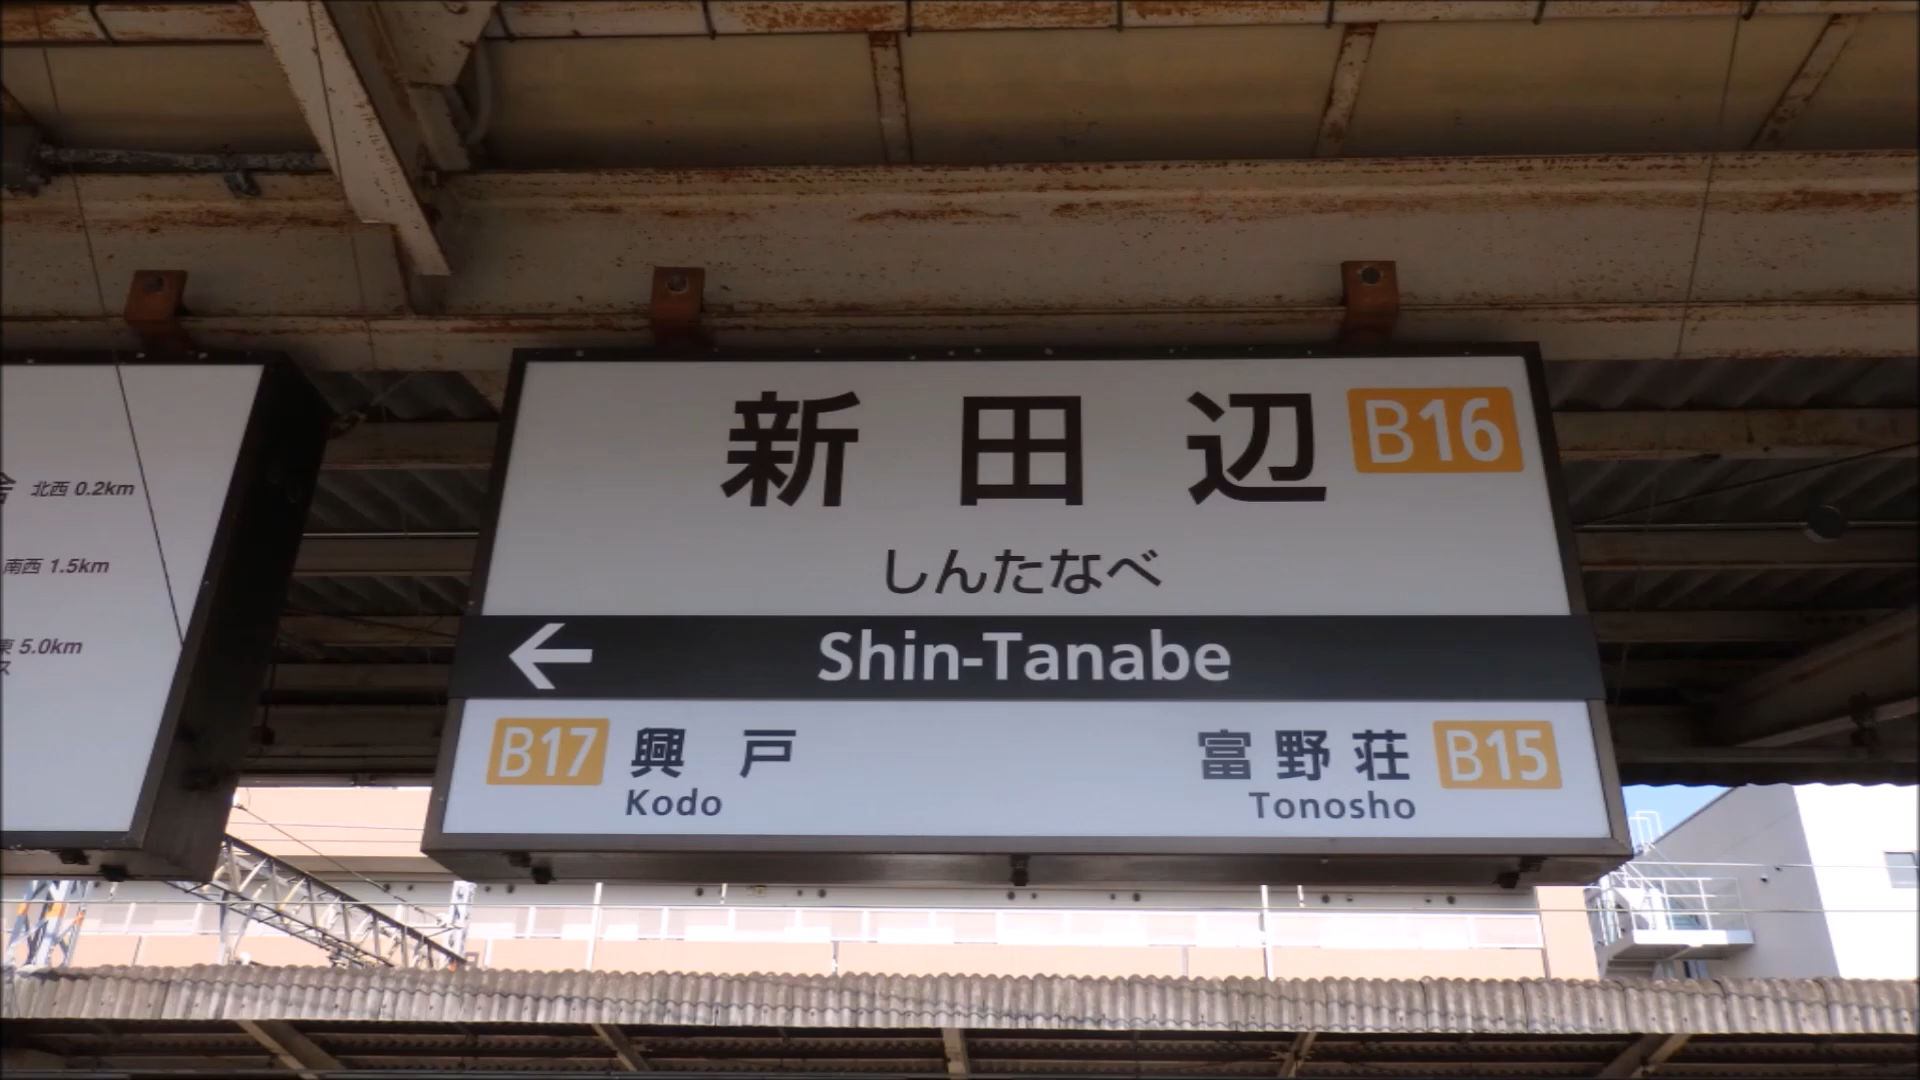 北西 0.2km
南西 1.5km
5.0km
新田辺 B16
しんたなべ
← Shin-Tanabe
B17 興戸
Kodo
富野荘 B15
Tonosho